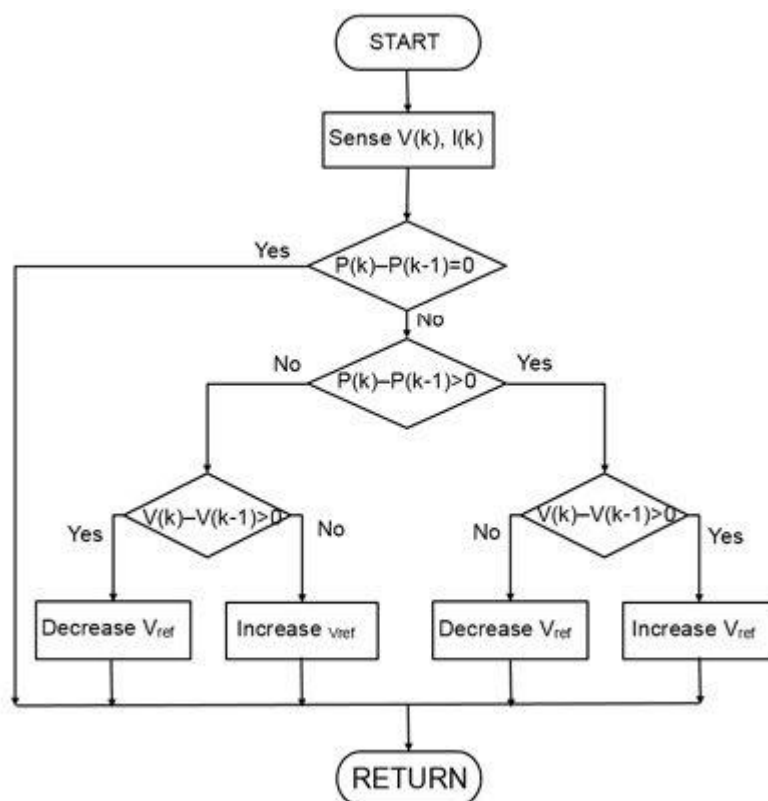 START
Sense V(k), I(k)
Yes
P(k)–P(k-1)=0
No
No
P(k)–P(k-1)>0
Yes
V(k)–V(k-1)>0
V(k)–V(k-1)>0
Yes
No
No
Yes
Decrease Vref
Increase Vref
Decrease Vref
Increase Vref
RETURN